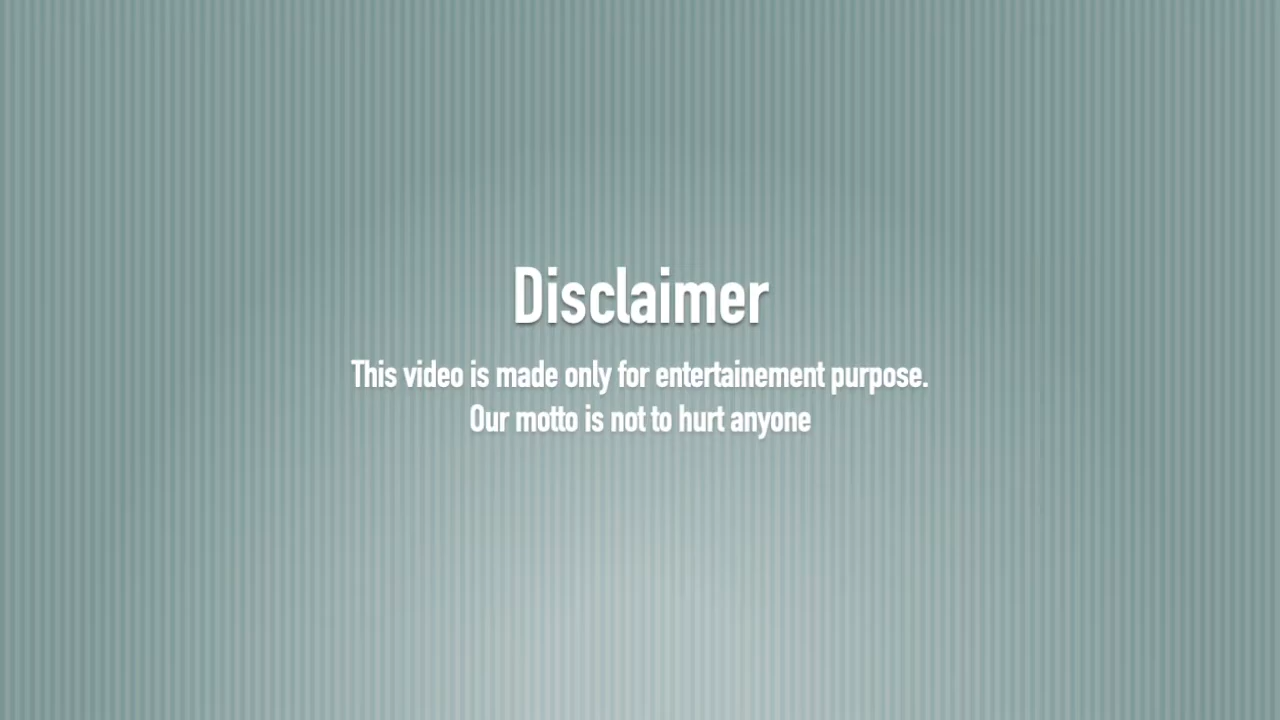 Disclaimer
This video is made only for entertainement purpose.
Our motto is not to hurt anyone